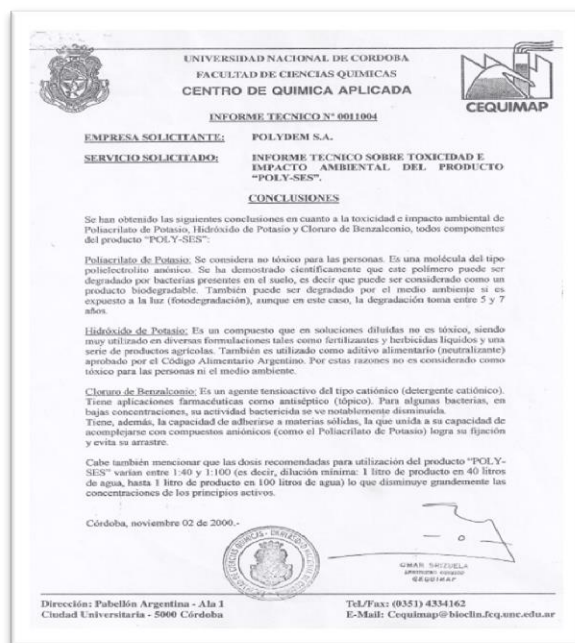 UNIVERSIDAD NACIONAL DE CORDOBA
FACULTAD DE CIENCIAS QUIMICAS
CENTRO DE QUIMICA APLICADA
CEQUIMAP
INFORME TECNICO Nº 0011004
EMPRESA SOLICITANTE: POLYDEM S.A.
SERVICIO SOLICITADO: INFORME TECNICO SOBRE TOXICIDAD E
IMPACTO AMBIENTAL DEL PRODUCTO
“POLY-SES”.
CONCLUSIONES
Se han obtenido las siguientes conclusiones en cuanto a la toxicidad e impacto ambiental de
Poliacrilato de Potasio, Hidróxido de Potasio y Cloruro de Benzalconio, todos componentes
del producto “POLY-SES”:
Poliacrilato de Potasio: Se considera no tóxico para las personas. Es una molécula del tipo
polielectrolito anónico. Se ha demostrado científicamente que este polímero puede ser
degradado por bacterias presentes en el suelo, es decir que puede ser considerado como un
producto biodegradable. También puede ser degradado por el medio ambiente si es
expuesto a la luz (fotodegradación), aunque en este caso, la degradación toma entre 5 y 7
años.
Hidróxido de Potasio: Es un compuesto que en soluciones diluidas no es tóxico, siendo
muy utilizado en diversas formulaciones tales como fertilizantes y herbicidas líquidos y una
serie de productos agrícolas. También es utilizado como aditivo alimentario (neutralizante)
aprobado por el Código Alimentario Argentino. Por estas razones no es considerado como
tóxico para las personas ni el medio ambiente.
Cloruro de Benzalconio: Es un agente tensioactivo del tipo catiónico (detergente catiónico).
Tiene aplicaciones farmacéuticas como antiséptico (tópico). Para algunas bacterias, en
bajas concentraciones, su actividad bactericida se ve notablemente disminuida.
Tiene, además, la capacidad de adherirse a materias sólidas, la que unida a su capacidad de
acomplejarse con compuestos aniónicos (como el Poliacrilato de Potasio) logra su fijación
y evita su arrastre.
Cabe también mencionar que las dosis recomendadas para utilización del producto “POLY-
SES” varían entre 1:40 y 1:100 (es decir, dilución mínima: 1 litro de producto en 40 litros
de agua, hasta 1 litro de producto en 100 litros de agua) lo que disminuye grandemente las
concentraciones de los principios activos.
Córdoba, noviembre 02 de 2000.-
OMAR BRIZUELA
CEQUIMAP
Dirección: Pabellón Argentina - Ala 1 Tel./Fax: (0351) 4334162
Ciudad Universitaria - 5000 Córdoba E-Mail: Cequimap@bioclin.fcq.unc.edu.ar